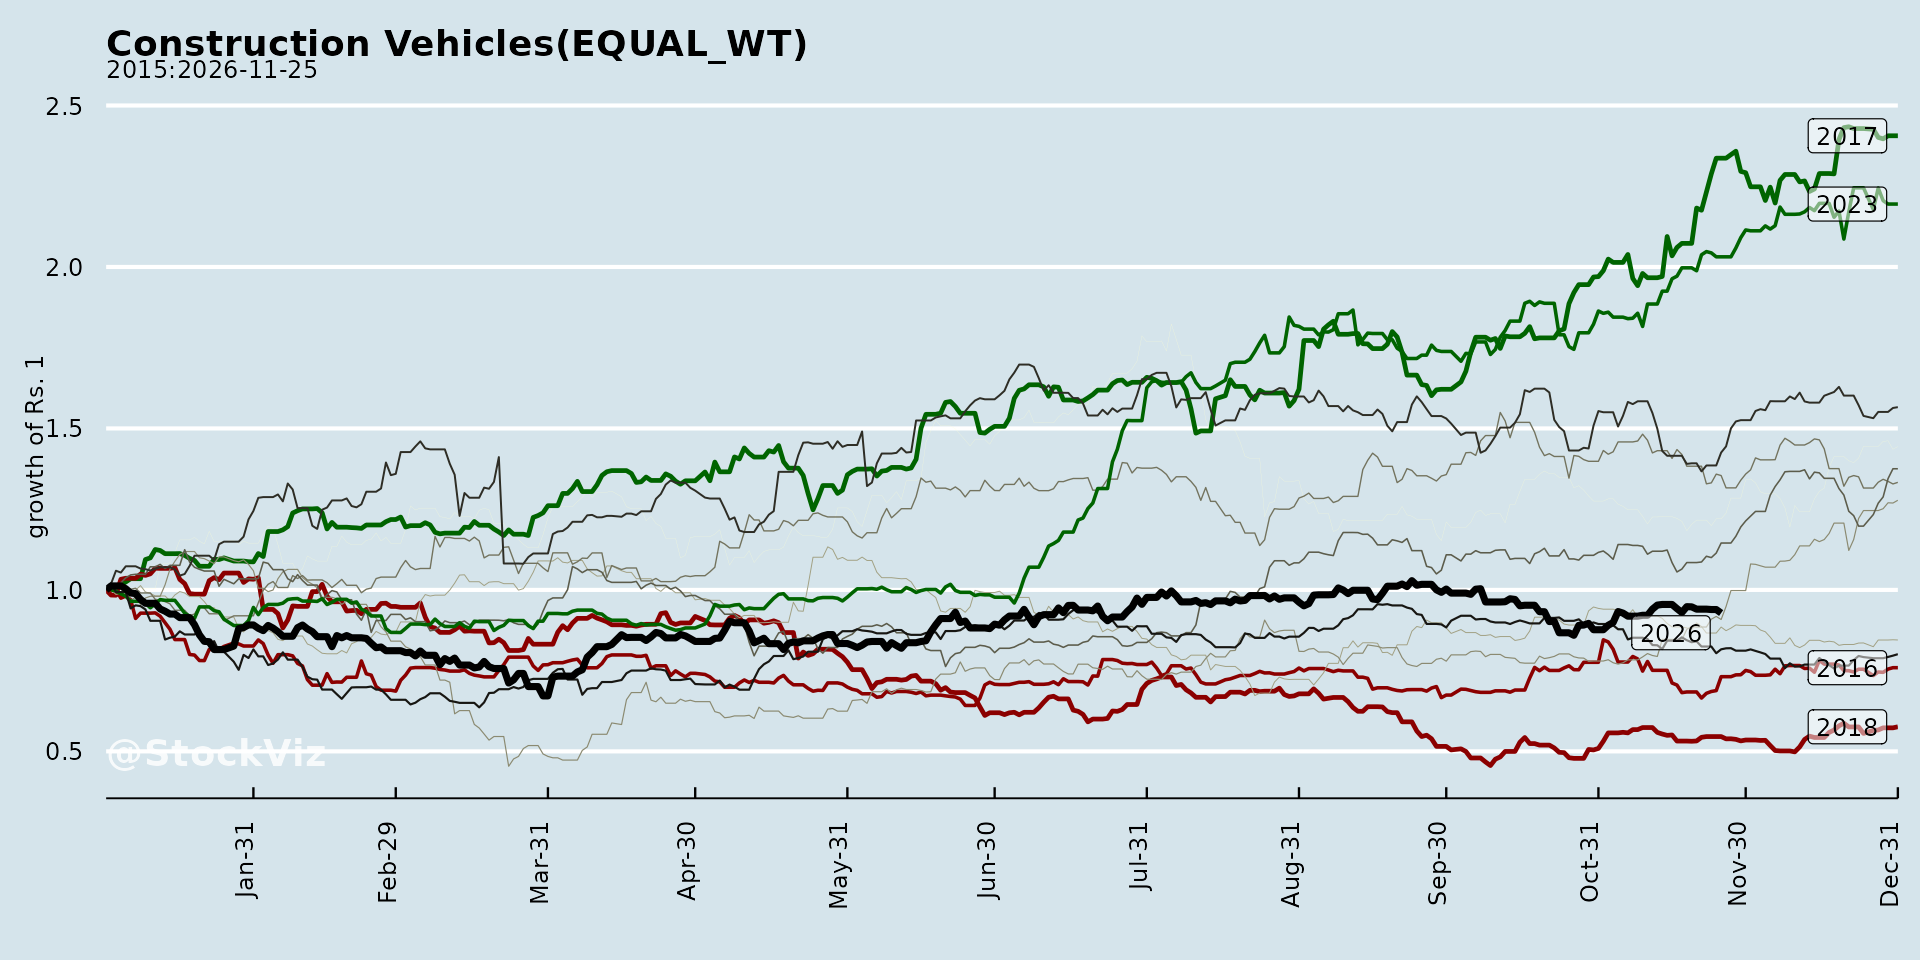 Construction Vehicles(EQUAL_WT)
2015:2026-11-25
growth of Rs. 1
2.5
2.0
1.5
1.0
0.5
2017
2023
2026
2016
2018
@StockViz
Jan-31
Feb-29
Mar-31
Apr-30
May-31
Jun-30
Jul-31
Aug-31
Sep-30
Oct-31
Nov-30
Dec-31